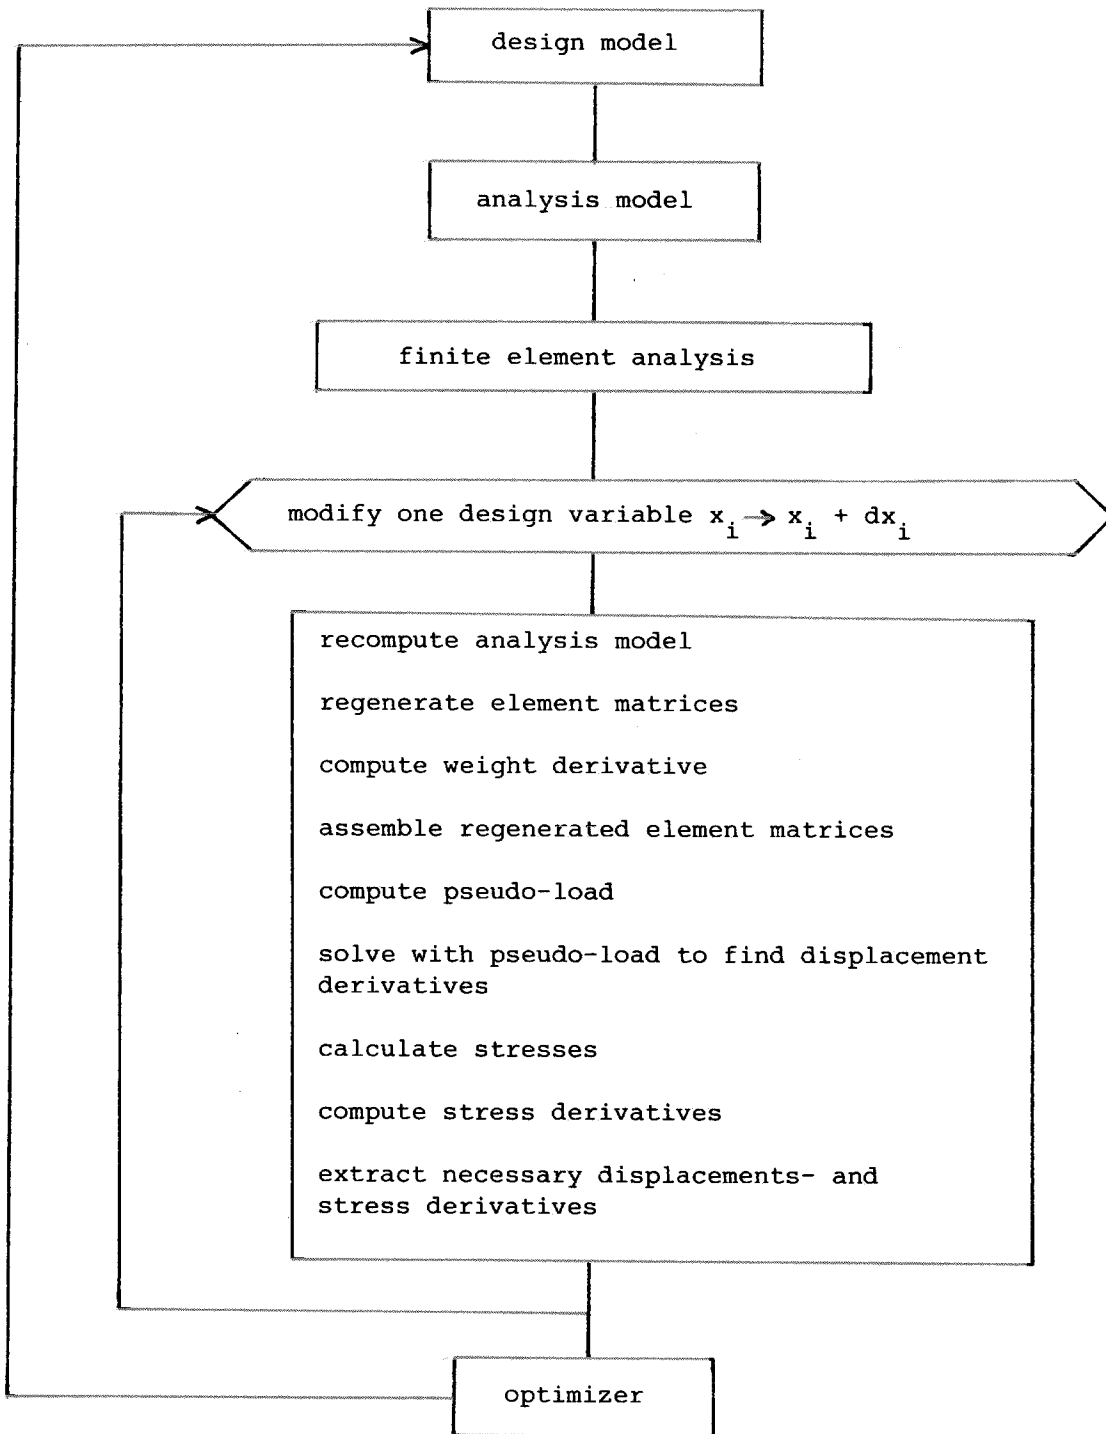 design model
analysis model
finite element analysis
modify one design variable x_i → x_i + dx_i
recompute analysis model
regenerate element matrices
compute weight derivative
assemble regenerated element matrices
compute pseudo-load
solve with pseudo-load to find displacement
derivatives
calculate stresses
compute stress derivatives
extract necessary displacements- and
stress derivatives
optimizer